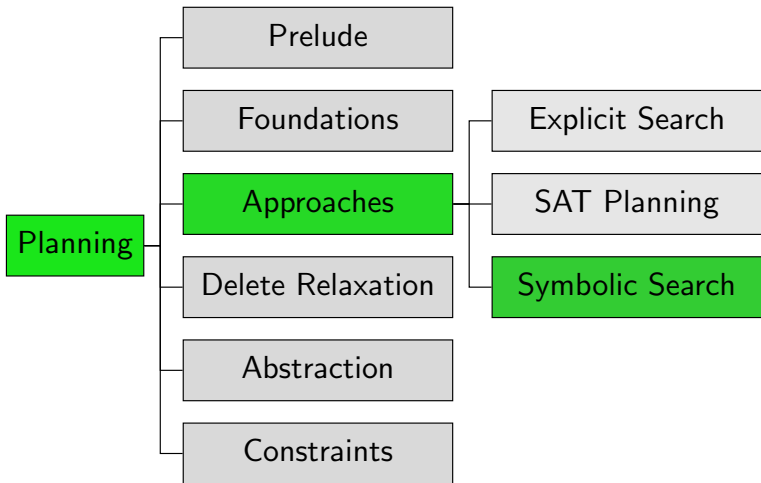 Planning
Prelude
Foundations
Approaches
Delete Relaxation
Abstraction
Constraints
Explicit Search
SAT Planning
Symbolic Search